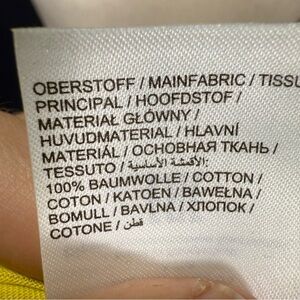 OBERSTOFF / MAINFABRIC / TISSU
PRINCIPAL / HOOFDSTOF /
MATERIAŁ GŁÓWNY /
HUVUDMATERIAL / HLAVNÍ
MATERIÁL / ОСНОВНАЯ ТКАНЬ /
TESSUTO / الأقمشة الأساسية:
100% BAUMWOLLE / COTTON /
COTON / KATOEN / BAWEŁNA /
BOMULL / BAVLNA / ХЛОПОК /
COTONE / قطن